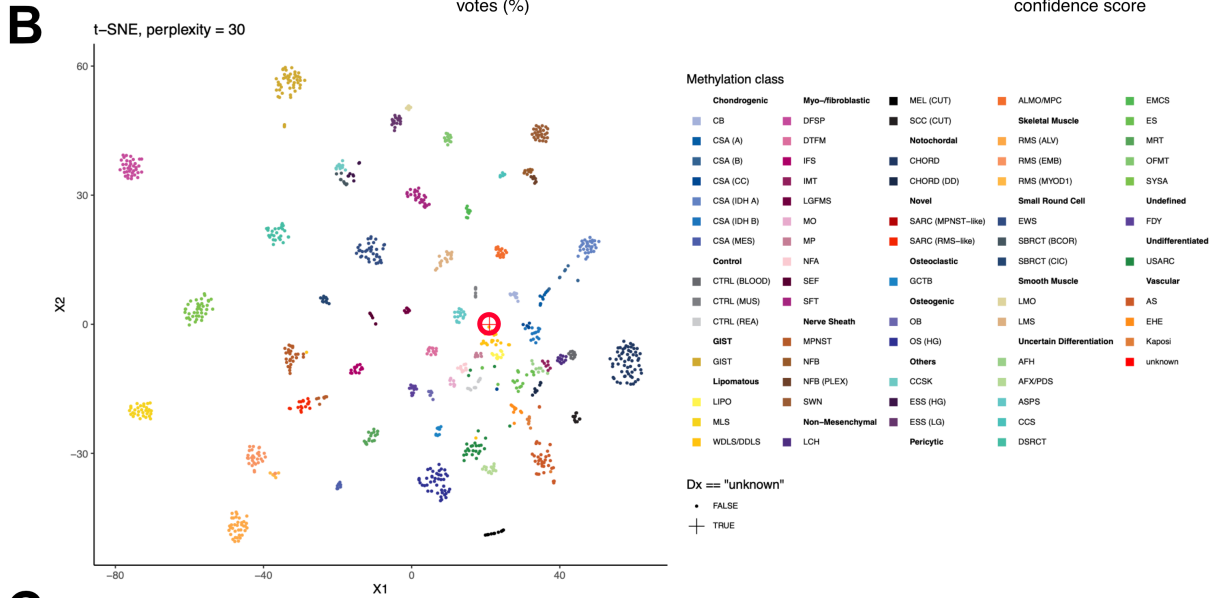 votes (%)
confidence score
B
t−SNE, perplexity = 30
60
30
0
−30
X2
−80
−40
0
40
X1
Methylation class
Chondrogenic
CB
CSA (A)
CSA (B)
CSA (CC)
CSA (IDH A)
CSA (IDH B)
CSA (MES)
Control
CTRL (BLOOD)
CTRL (MUS)
CTRL (REA)
GIST
GIST
Lipomatous
LIPO
MLS
WDLS/DDLS
Myo−/fibroblastic
DFSP
DTFM
IFS
IMT
LGFMS
MO
MP
NFA
SEF
SFT
Nerve Sheath
MPNST
NFB
NFB (PLEX)
SWN
Non−Mesenchymal
LCH
MEL (CUT)
SCC (CUT)
Notochordal
CHORD
CHORD (DD)
Novel
SARC (MPNST−like)
SARC (RMS−like)
Osteoclastic
GCTB
Osteogenic
OB
OS (HG)
Others
CCSK
ESS (HG)
ESS (LG)
Pericytic
ALMO/MPC
Skeletal Muscle
RMS (ALV)
RMS (EMB)
RMS (MYOD1)
Small Round Cell
EWS
SBRCT (BCOR)
SBRCT (CIC)
Smooth Muscle
LMO
LMS
Uncertain Differentiation
AFH
AFX/PDS
ASPS
CCS
DSRCT
EMCS
ES
MRT
OFMT
SYSA
Undefined
FDY
Undifferentiated
USARC
Vascular
AS
EHE
Kaposi
unknown
Dx == "unknown"
FALSE
TRUE